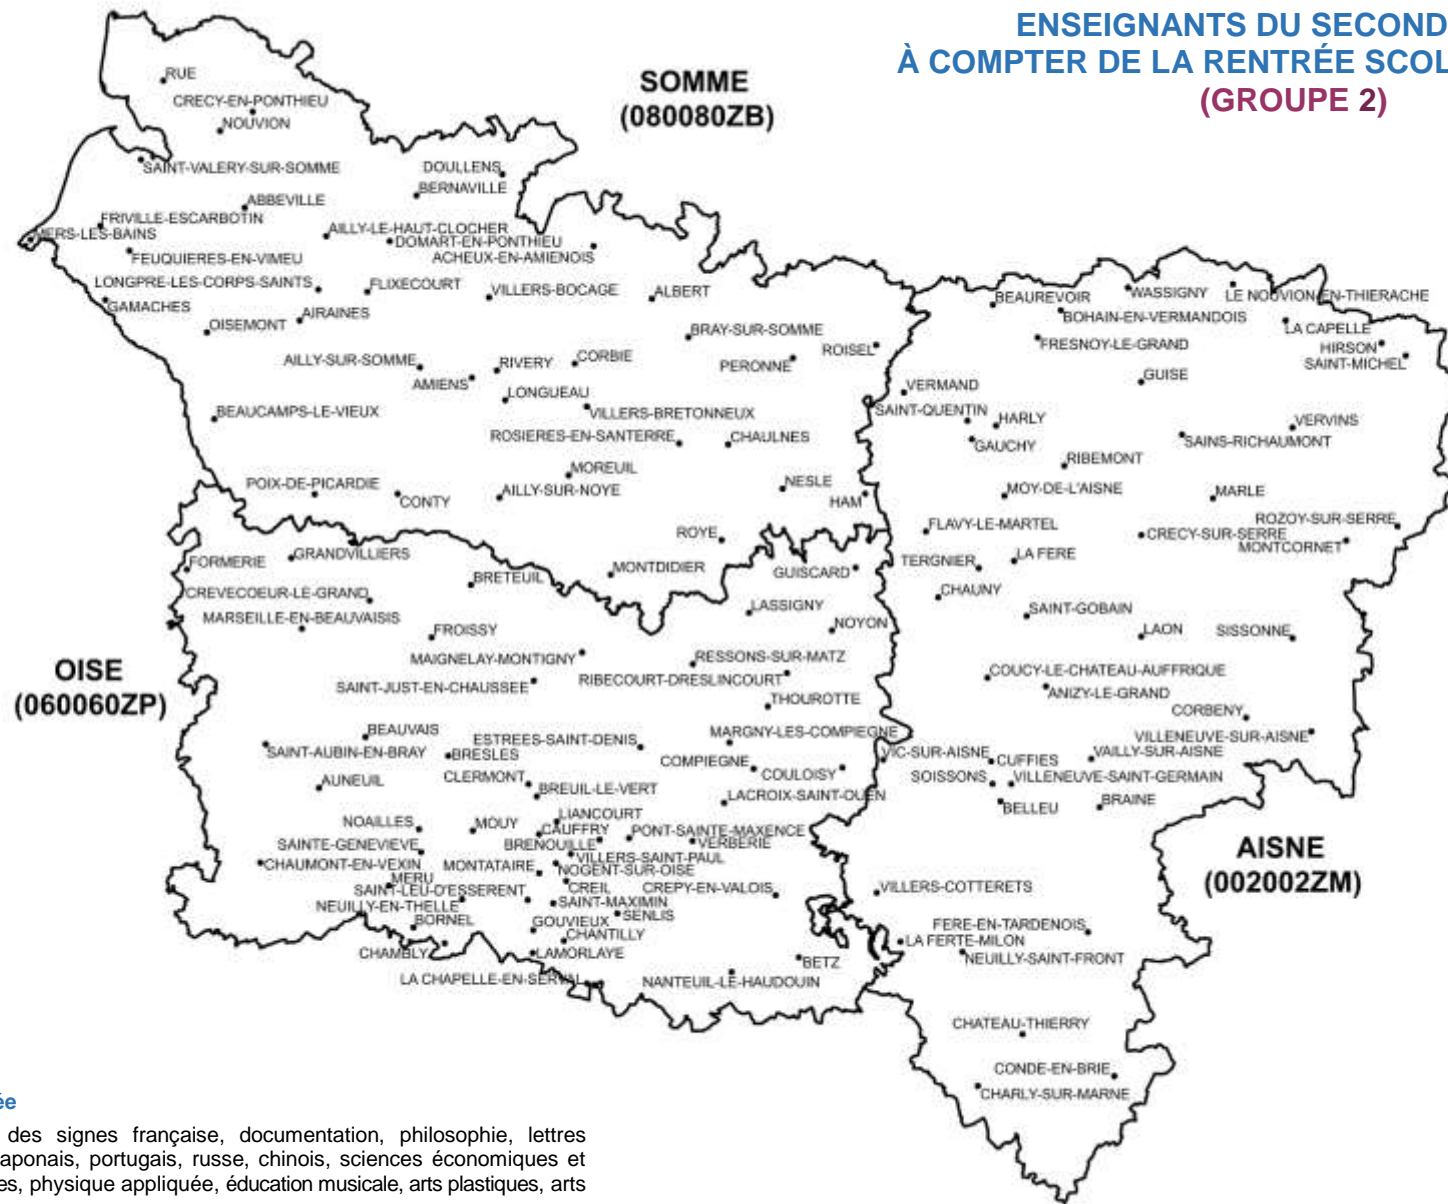 ENSEIGNANTS DU SECOND
À COMPTER DE LA RENTRÉE SCOL
(GROUPE 2)
SOMME
(080080ZB)
RUE
CRECY-EN-PONTHIEU
NOUVION
SAINT-VALERY-SUR-SOMME
DOULLENS
BERNAVILLE
ABBEVILLE
FRIVILLE-ESCARBOTIN
MERS-LES-BAINS
AILLY-LE-HAUT-CLOCHER
DOMART-EN-PONTHIEU
ACHEUX-EN-AMIENOIS
FEUQUIERES-EN-VIMEU
LONGPRE-LES-CORPS-SAINTS
FLIXECOURT
VILLERS-BOCAGE
ALBERT
GAMACHES
AIRAINES
OISEMONT
BRAY-SUR-SOMME
ROISEL
AILLY-SUR-SOMME
RIVERY
CORBIE
PERONNE
AMIENS
LONGUEAU
BEAUCAMPS-LE-VIEUX
VILLERS-BRETONNEUX
ROSIERES-EN-SANTERRE
CHAULNES
MOREUIL
POIX-DE-PICARDIE
CONTY
AILLY-SUR-NOYE
NESLE
HAM
ROYE
MONTDIDIER
BEAUREVOIR
WASSIGNY
LE NOUVION-EN-THIERACHE
BOHAIN-EN-VERMANDOIS
LA CAPELLE
FRESNOY-LE-GRAND
HIRSON
SAINT-MICHEL
GUISE
VERMAND
SAINT-QUENTIN
HARLY
VERVINS
GAUCHY
SAINS-RICHAUMONT
RIBEMONT
MOY-DE-L'AISNE
MARLE
FLAVY-LE-MARTEL
ROZOY-SUR-SERRE
CRECY-SUR-SERRE
MONTCORNET
TERGNIER
LA FERE
CHAUNY
SAINT-GOBAIN
LAON
SISSONNE
COUCY-LE-CHATEAU-AUFFRIQUE
ANIZY-LE-GRAND
CORBENY
VILLENEUVE-SUR-AISNE
VIC-SUR-AISNE
CUFFIES
VAILLY-SUR-AISNE
SOISSONS
VILLENEUVE-SAINT-GERMAIN
BELLEU
BRAINE
AISNE
(002002ZM)
VILLERS-COTTERETS
FERE-EN-TARDENOIS
LA FERTE-MILON
NEUILLY-SAINT-FRONT
CHATEAU-THIERRY
CONDE-EN-BRIE
CHARLY-SUR-MARNE
OISE
(060060ZP)
FORMERIE
GRANDVILLIERS
BRETEUIL
GUISCARD
CREVECOEUR-LE-GRAND
LASSIGNY
MARSEILLE-EN-BEAUVAISIS
FROISSY
NOYON
MAIGNELAY-MONTIGNY
RESSONS-SUR-MATZ
SAINT-JUST-EN-CHAUSSEE
RIBECOURT-DRESLINCOURT
THOUROTTE
BEAUVAIS
SAINT-AUBIN-EN-BRAY
BRESLES
ESTREES-SAINT-DENIS
MARGNY-LES-COMPIEGNE
COMPIEGNE
COULOISY
AUNEUIL
CLERMONT
BREUIL-LE-VERT
LACROIX-SAINT-OUEN
NOAILLES
MOUY
LIANCOURT
CAUFFRY
PONT-SAINTE-MAXENCE
SAINTE-GENEVIEVE
BRENOUILLE
VERBERIE
CHAUMONT-EN-VEXIN
MONTATAIRE
VILLERS-SAINT-PAUL
NOGENT-SUR-OISE
MERU
SAINT-LEU-D'ESSERENT
CREIL
CREPY-EN-VALOIS
NEUILLY-EN-THELLE
SAINT-MAXIMIN
SENLIS
BORNEL
GOUVIEUX
CHANTILLY
CHAMBLY
LAMORLAYE
BETZ
LA CHAPELLE-EN-SERVAL
NANTEUIL-LE-HAUDOUIN
ée
des signes française, documentation, philosophie, lettres
aponais, portugais, russe, chinois, sciences économiques et
es, physique appliquée, éducation musicale, arts plastiques, arts